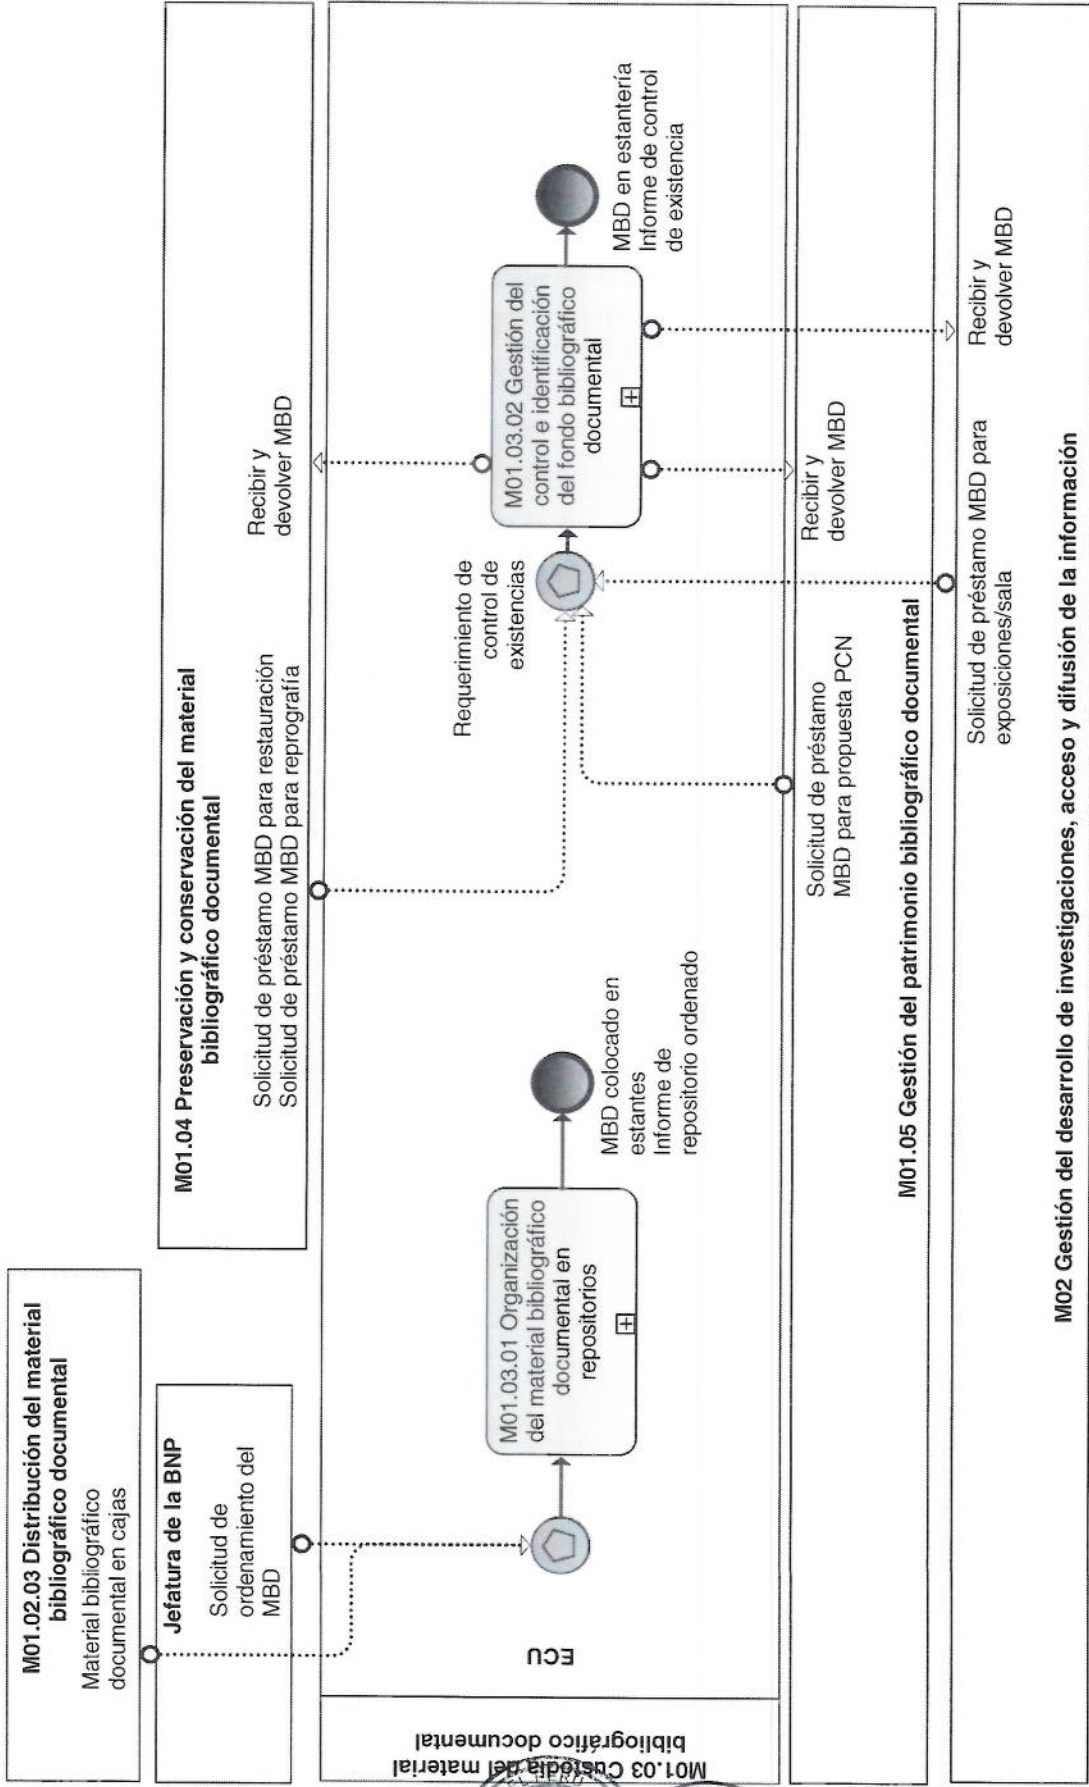 M01.02.03 Distribución del material
bibliográfico documental
Material bibliográfico
documental en cajas
Jefatura de la BNP
Solicitud de
ordenamiento del
MBD
M01.04 Preservación y conservación del material
bibliográfico documental
Solicitud de préstamo MBD para restauración
Solicitud de préstamo MBD para reprografía
Recibir y
devolver MBD
M01.03 Custodia del material
bibliográfico documental
ECU
M01.03.01 Organización
del material bibliográfico
documental en
repositorios
MBD colocado en
estantes
Informe de
repositorio ordenado
Requerimiento de
control de
existencias
M01.03.02 Gestión del
control e identificación
del fondo bibliográfico
documental
MBD en estantería
Informe de control
de existencia
Solicitud de préstamo
MBD para propuesta PCN
Recibir y
devolver MBD
M01.05 Gestión del patrimonio bibliográfico documental
Solicitud de préstamo MBD para
exposiciones/sala
Recibir y
devolver MBD
M02 Gestión del desarrollo de investigaciones, acceso y difusión de la información